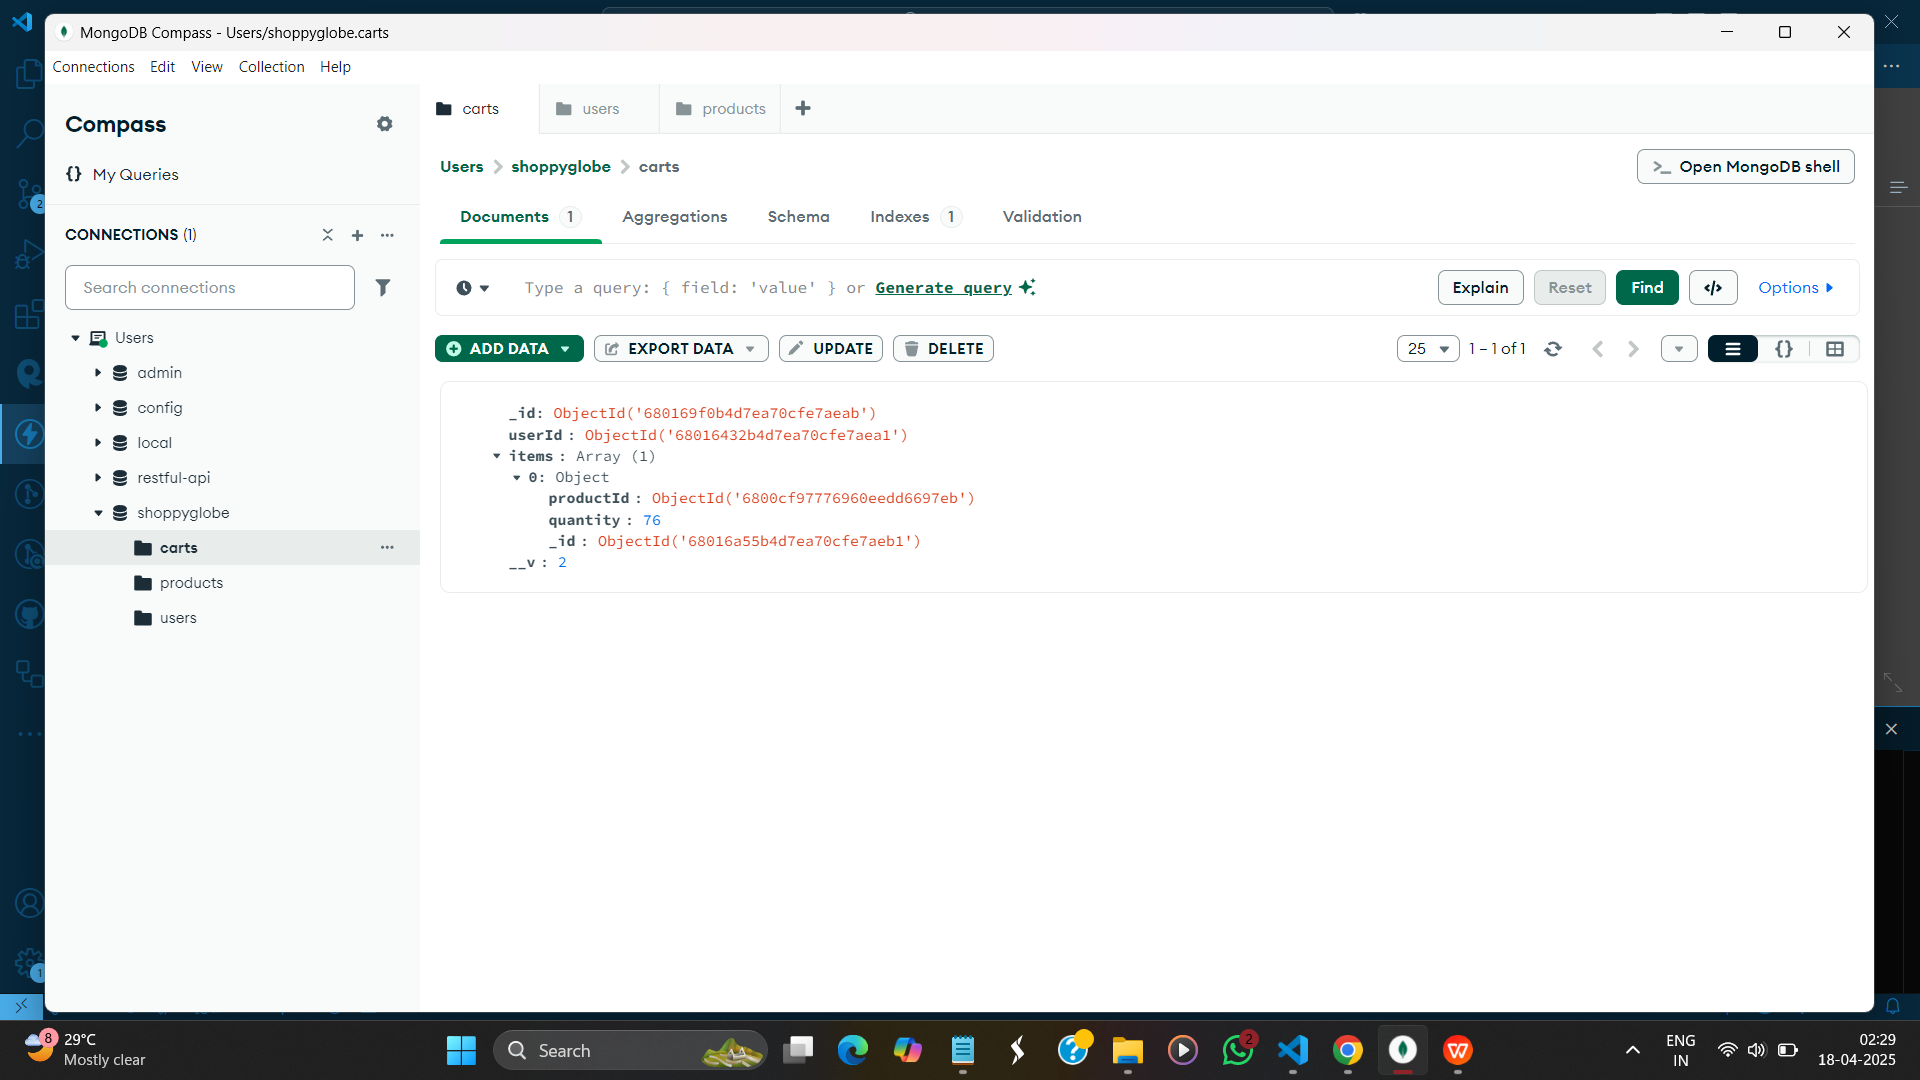 MongoDB Compass - Users/shoppyglobe.carts
Connections Edit View Collection Help
Compass
My Queries
CONNECTIONS (1)
Search connections
Users
admin
config
local
restful-api
shoppyglobe
carts
products
users
carts users products
Users > shoppyglobe > carts
>_ Open MongoDB shell
Documents 1 Aggregations Schema Indexes 1 Validation
Type a query: { field: 'value' } or Generate query
Explain Reset Find </> Options
ADD DATA EXPORT DATA UPDATE DELETE
25 1 – 1 of 1 {}
_id: ObjectId('680169f0b4d7ea70cfe7aeab')
userId : ObjectId('68016432b4d7ea70cfe7aea1')
items : Array (1)
0: Object
productId : ObjectId('6800cf97776960eedd6697eb')
quantity : 76
_id : ObjectId('68016a55b4d7ea70cfe7aeb1')
__v : 2
2
1
8
29°C
Mostly clear
Search
2
ENG
IN
02:29
18-04-2025